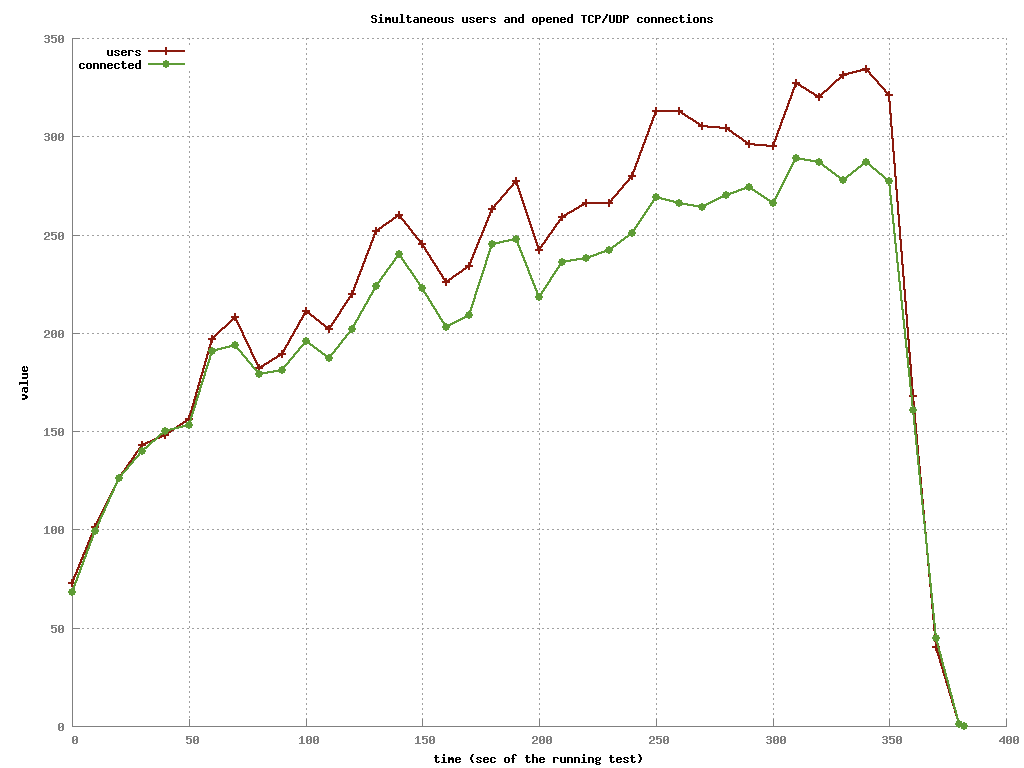 Simultaneous users and opened TCP/UDP connections
350
users
connected
300
250
200
value
150
100
50
0
0 50 100 150 200 250 300 350 400
time (sec of the running test)